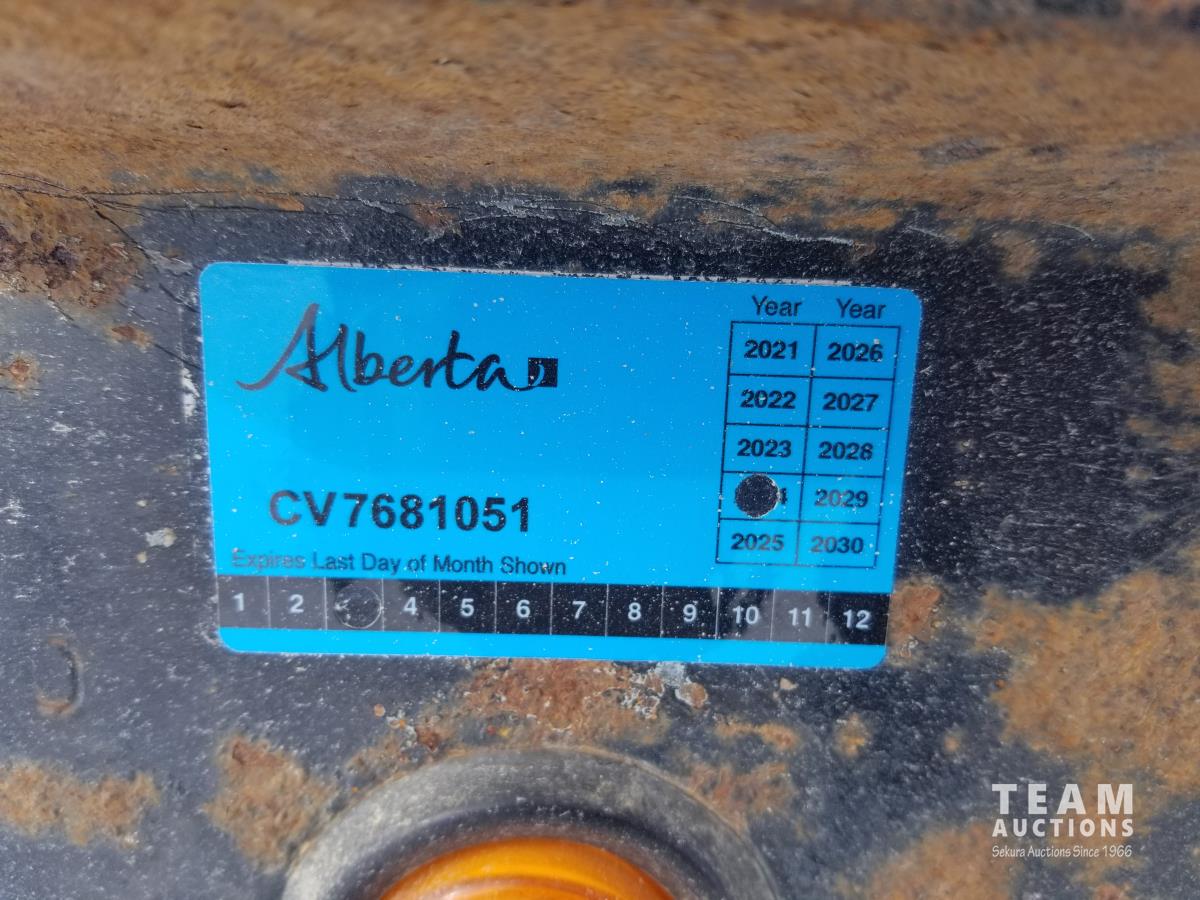 Alberta
Year Year
2021 2026
2022 2027
2023 2028
2029
2025 2030
CV7681051
Expires Last Day of Month Shown
1 2 4 5 6 7 8 9 10 11 12
TEAM
AUCTIONS
Sekura Auctions Since 1966